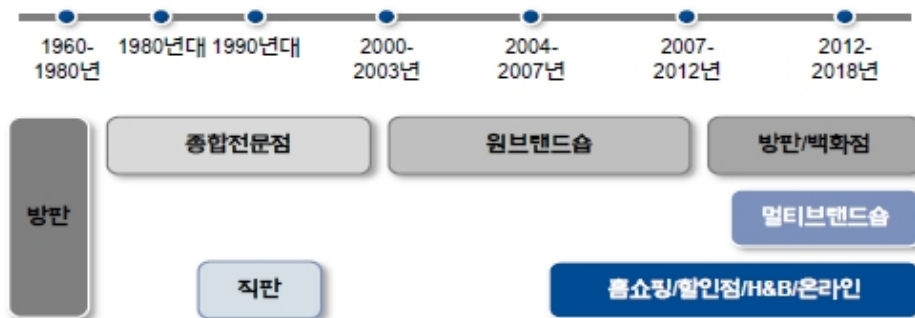 1960-
1980년
1980년대
1990년대
2000-
2003년
2004-
2007년
2007-
2012년
2012-
2018년
방판
종합전문점
원브랜드숍
방판/백화점
멀티브랜드숍
직판
홈쇼핑/할인점/H&B/온라인